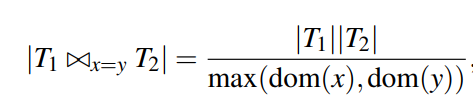 |T₁ ⋈ₓ₌ᵧ T₂| = |T₁||T₂| / max(dom(x), dom(y)) ,